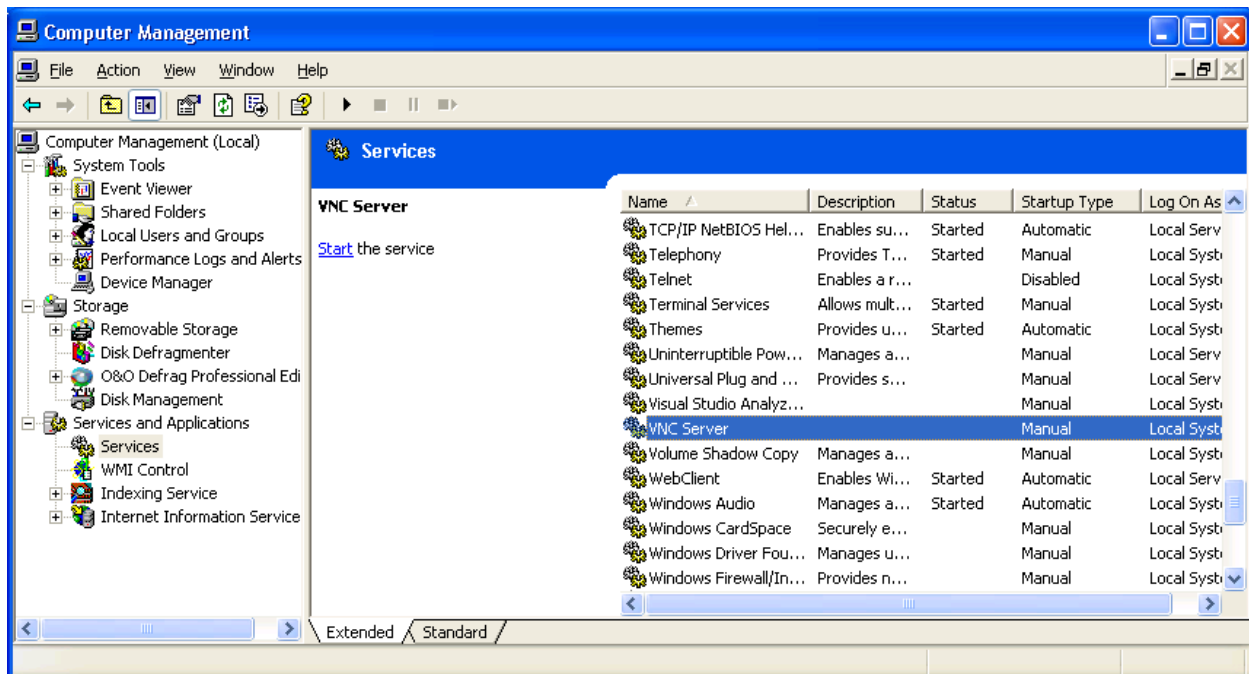 Computer Management
File Action View Window Help
Computer Management (Local)
System Tools
Event Viewer
Shared Folders
Local Users and Groups
Performance Logs and Alerts
Device Manager
Storage
Removable Storage
Disk Defragmenter
O&O Defrag Professional Edi
Disk Management
Services and Applications
Services
WMI Control
Indexing Service
Internet Information Service
Services
VNC Server
Start the service
Name Description Status Startup Type Log On As
TCP/IP NetBIOS Hel... Enables su... Started Automatic Local Serv
Telephony Provides T... Started Manual Local Syst
Telnet Enables a r... Disabled Local Syst
Terminal Services Allows mult... Started Manual Local Syst
Themes Provides u... Started Automatic Local Syst
Uninterruptible Pow... Manages a... Manual Local Serv
Universal Plug and ... Provides s... Manual Local Serv
Visual Studio Analyz... Manual Local Syst
VNC Server Manual Local Syst
Volume Shadow Copy Manages a... Manual Local Syst
WebClient Enables Wi... Started Automatic Local Serv
Windows Audio Manages a... Started Automatic Local Syst
Windows CardSpace Securely e... Manual Local Syst
Windows Driver Fou... Manages u... Manual Local Syst
Windows Firewall/In... Provides n... Manual Local Syst
Extended Standard